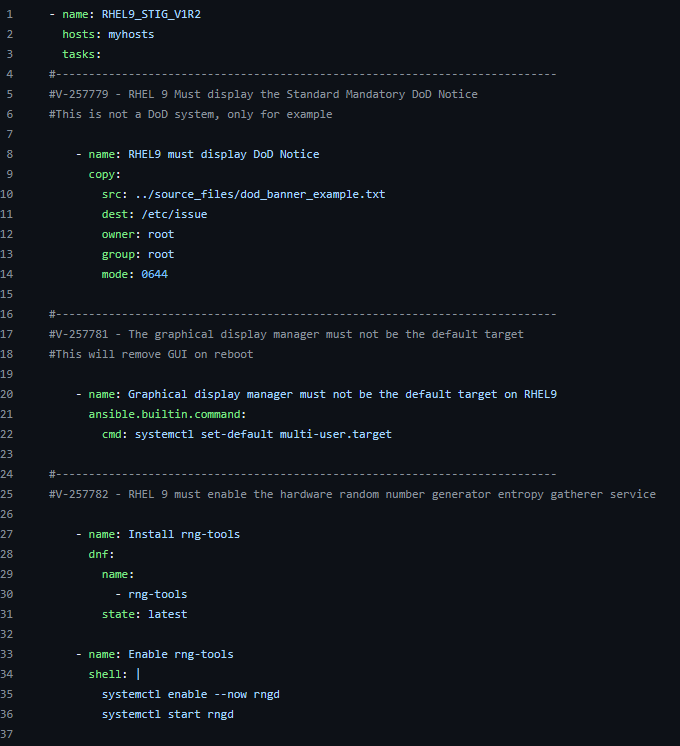 1 - name: RHEL9_STIG_V1R2
2 hosts: myhosts
3 tasks:
4 #----------------------------------------------------------------------------
5 #V-257779 - RHEL 9 Must display the Standard Mandatory DoD Notice
6 #This is not a DoD system, only for example
7
8 - name: RHEL9 must display DoD Notice
9 copy:
10 src: ../source_files/dod_banner_example.txt
11 dest: /etc/issue
12 owner: root
13 group: root
14 mode: 0644
15
16 #----------------------------------------------------------------------------
17 #V-257781 - The graphical display manager must not be the default target
18 #This will remove GUI on reboot
19
20 - name: Graphical display manager must not be the default target on RHEL9
21 ansible.builtin.command:
22 cmd: systemctl set-default multi-user.target
23
24 #----------------------------------------------------------------------------
25 #V-257782 - RHEL 9 must enable the hardware random number generator entropy gatherer service
26
27 - name: Install rng-tools
28 dnf:
29 name:
30 - rng-tools
31 state: latest
32
33 - name: Enable rng-tools
34 shell: |
35 systemctl enable --now rngd
36 systemctl start rngd
37